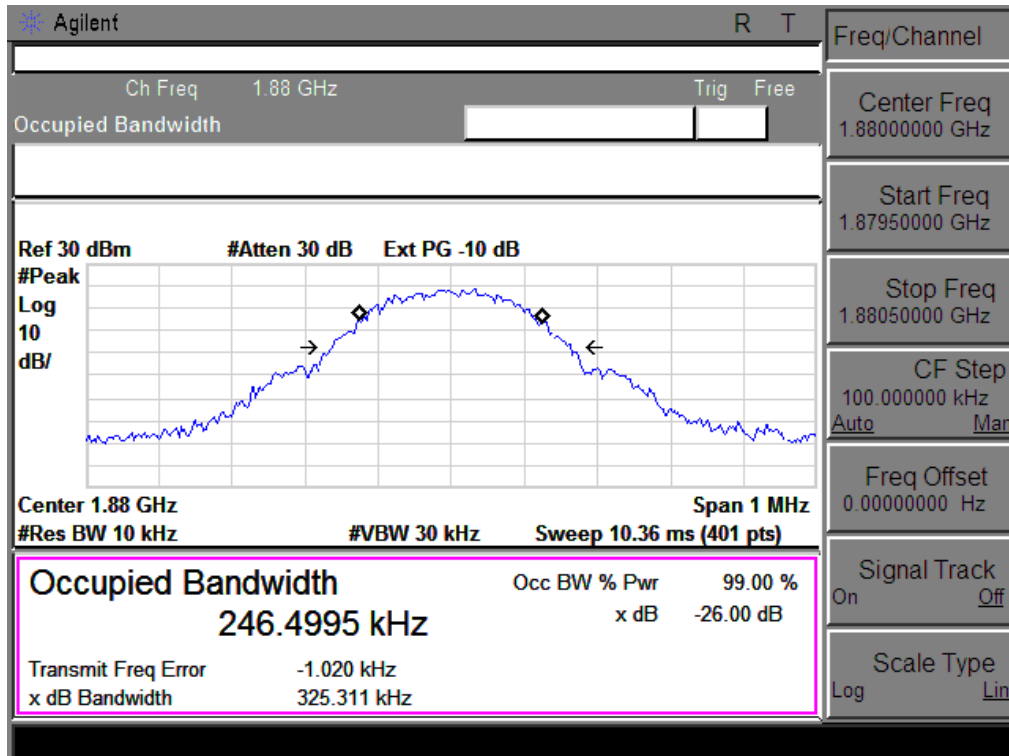 Agilent R T
Ch Freq 1.88 GHz Trig Free
Occupied Bandwidth
Ref 30 dBm #Atten 30 dB Ext PG -10 dB
#Peak
Log
10
dB/
Center 1.88 GHz Span 1 MHz
#Res BW 10 kHz #VBW 30 kHz Sweep 10.36 ms (401 pts)
Occupied Bandwidth Occ BW % Pwr 99.00 %
246.4995 kHz x dB -26.00 dB
Transmit Freq Error -1.020 kHz
x dB Bandwidth 325.311 kHz
Freq/Channel
Center Freq
1.88000000 GHz
Start Freq
1.87950000 GHz
Stop Freq
1.88050000 GHz
CF Step
100.000000 kHz
Auto Man
Freq Offset
0.00000000 Hz
Signal Track
On Off
Scale Type
Log Lin